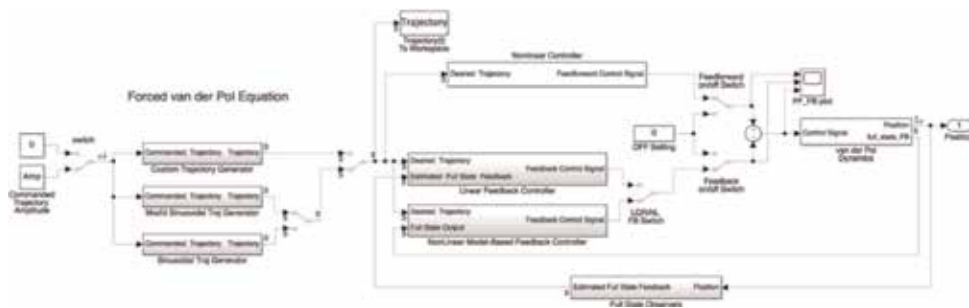 Trajectory
Trajectory(t)
To Workspace
Nonlinear Controller
Desired Trajectory
Feedforward Control Signal
Feedforward
on/off Switch
FF_FB plot
Forced van der Pol Equation
0
switch
Amp
Commanded
Trajectory
Amplitude
Commanded Trajectory Trajectory
Custom Trajectory Generator
Commanded Trajectory Trajectory
Sinusoidal Traj Generator
Commanded Trajectory Trajectory
Sinusoidal Traj Generator
Desired Trajectory
Estimated Full State Feedback
Feedback Control Signal
Linear Feedback Controller
Desired Trajectory
Full State Output
Feedback Control Signal
NonLinear Model-Based Feedback Controller
FB Switch
0
OFF Setting
Feedback
on/off Switch
Control Signal
Position
full_state_FB
van der Pol
Dynamics
1
Position
Estimated Full State Feedback
Position
Full State Observers